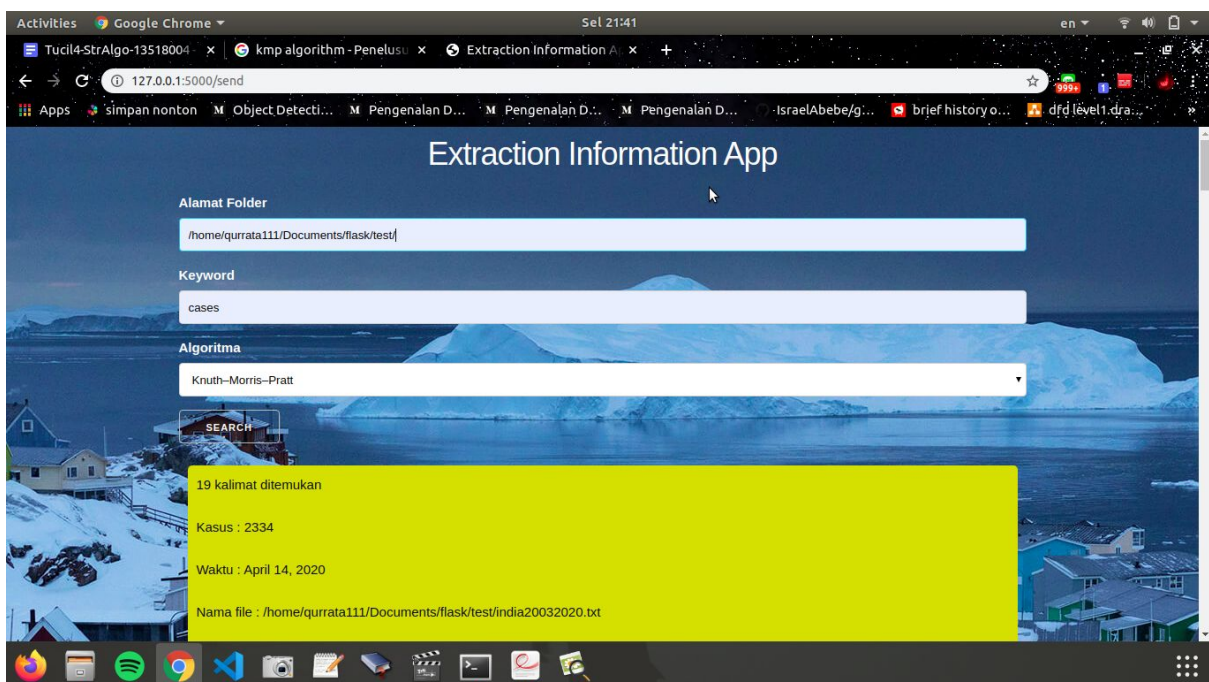 Activities Google Chrome Sel 21:41 en
Tucil4-StrAlgo-13518004- kmp algorithm - Penelusu Extraction Information A
127.0.0.1:5000/send 999+ 1
Apps simpan nonton Object Detecti... Pengenalan D... Pengenalan D... Pengenalan D... IsraelAbebe/g... brief history o... dfd level1.dra... »
Extraction Information App
Alamat Folder
/home/qurrata111/Documents/flask/test/
Keyword
cases
Algoritma
Knuth–Morris–Pratt
SEARCH
19 kalimat ditemukan
Kasus : 2334
Waktu : April 14, 2020
Nama file : /home/qurrata111/Documents/flask/test/india20032020.txt